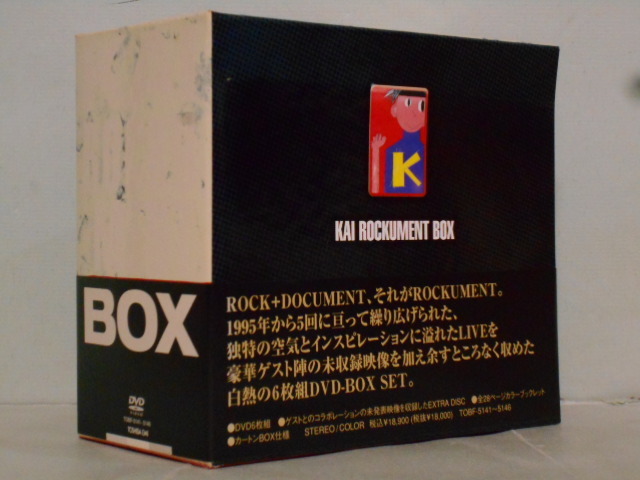 K
KAI ROCKUMENT BOX
BOX
ROCK+DOCUMENT、それがROCKUMENT。
1995年から5回に亘って繰り広げられた、
独特の空気とインスピレーションに溢れたLIVEを
豪華ゲスト陣の未収録映像を加え余すところなく収めた
白熱の6枚組DVD-BOX SET。
●DVD6枚組 ●ゲストとのコラボレーションの未発表映像を収録したEXTRA DISC ●全28ページカラーブックレット
●カートンBOX仕様 STEREO/COLOR 税込¥18,900(税抜¥18,000) TOBF-5141〜5146
DVD